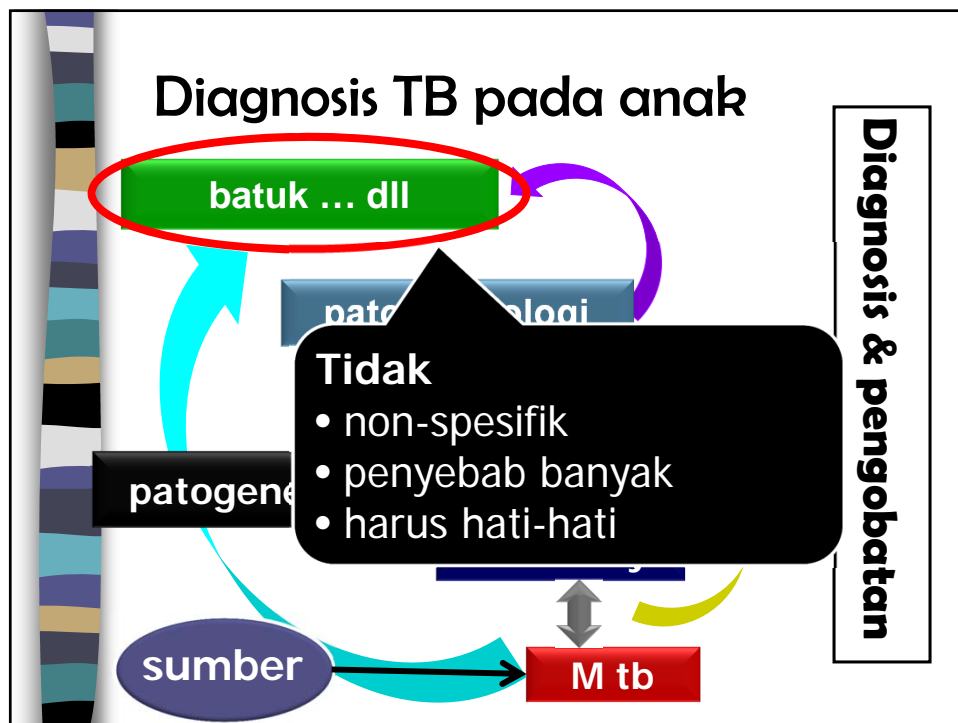 Diagnosis TB pada anak
batuk ... dll
Tidak
• non-spesifik
• penyebab banyak
• harus hati-hati
sumber
M tb
Diagnosis & pengobatan